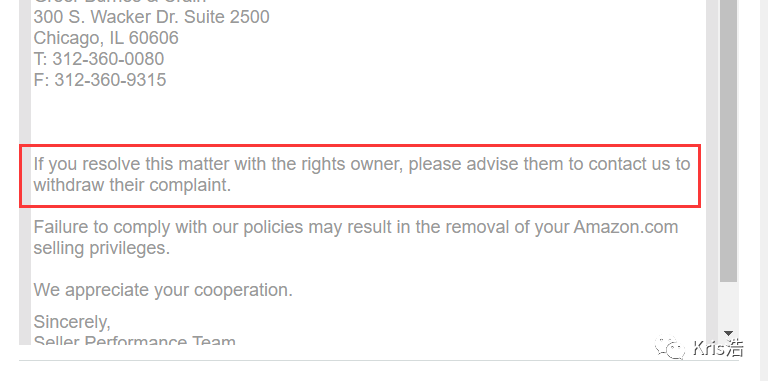 300 S. Wacker Dr. Suite 2500
Chicago, IL 60606
T: 312-360-0080
F: 312-360-9315
If you resolve this matter with the rights owner, please advise them to contact us to
withdraw their complaint.
Failure to comply with our policies may result in the removal of your Amazon.com
selling privileges.
We appreciate your cooperation.
Sincerely,
Seller Performance Team
Kris浩